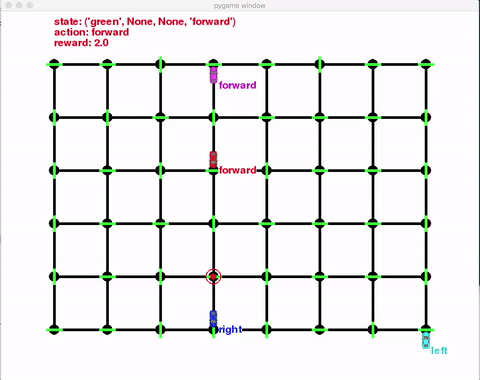 pygame window
state: ('green', None, None, 'forward')
action: forward
reward: 2.0
forward
forward
right
left